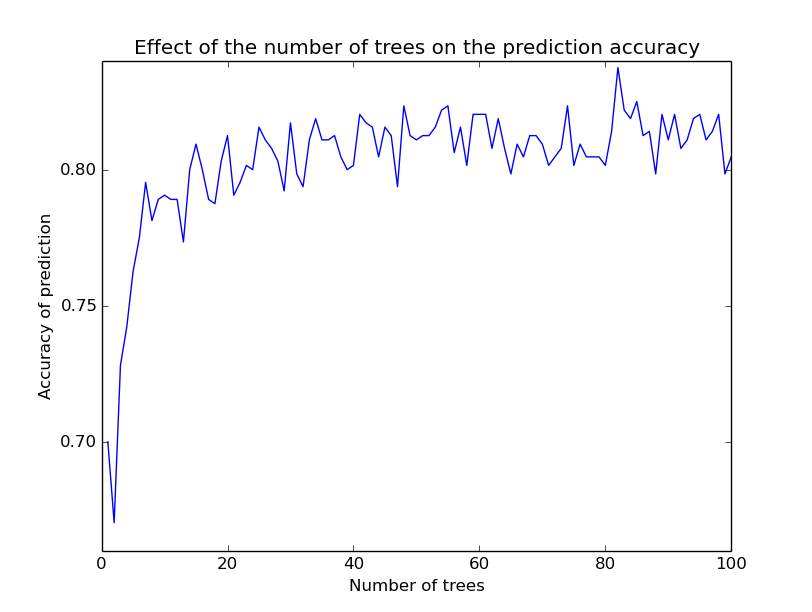 Effect of the number of trees on the prediction accuracy
Accuracy of prediction
0.80
0.75
0.70
0 20 40 60 80 100
Number of trees